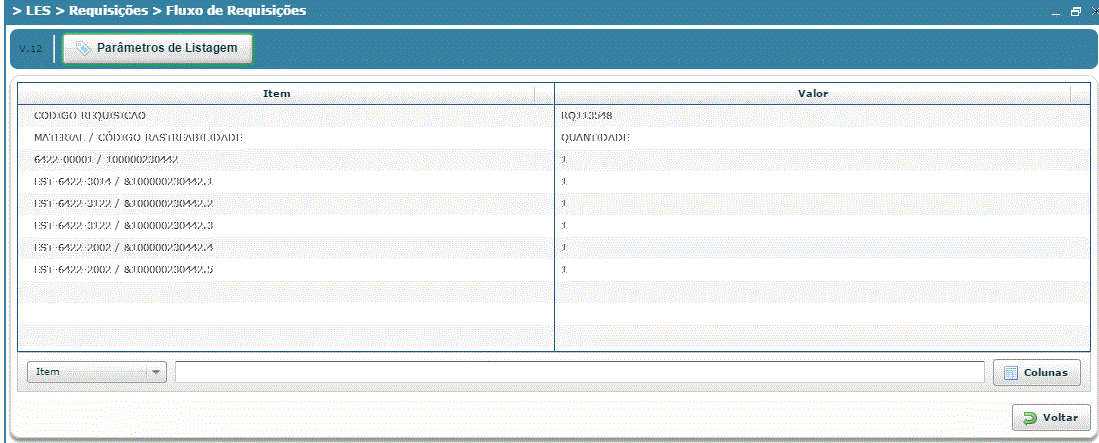 > LES > Requisições > Fluxo de Requisições
v.12 Parâmetros de Listagem
Item Valor
CODIGO REQUISICAO RQ113548
MATERIAL / CÓDIGO RASTREABILIDADE QUANTIDADE
6422-00001 / 100000230442 1
EST-6422-3014 / &100000230442.1 1
EST-6422-3122 / &100000230442.2 1
EST-6422-3122 / &100000230442.3 1
EST-6422-2002 / &100000230442.4 1
EST-6422-2002 / &100000230442.5 1
Item Colunas
Voltar